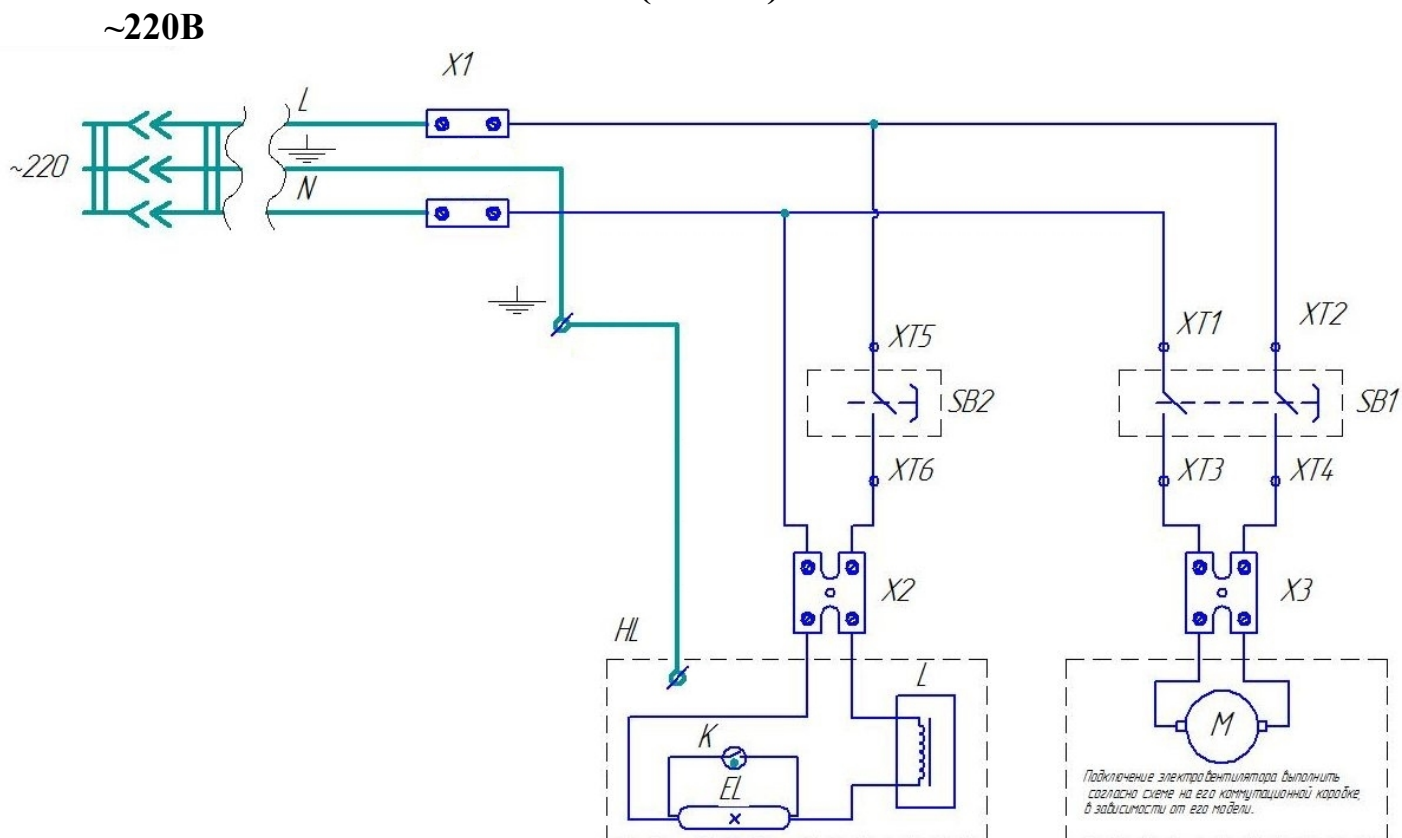 ~220В
X1
L
~220
N
XT5
XT1
XT2
SB2
SB1
XT6
XT3
XT4
X2
X3
HL
L
K
M
EL
Подключение электровентилятора выполнить
согласно схеме на его коммутационной коробке,
в зависимости от его модели.